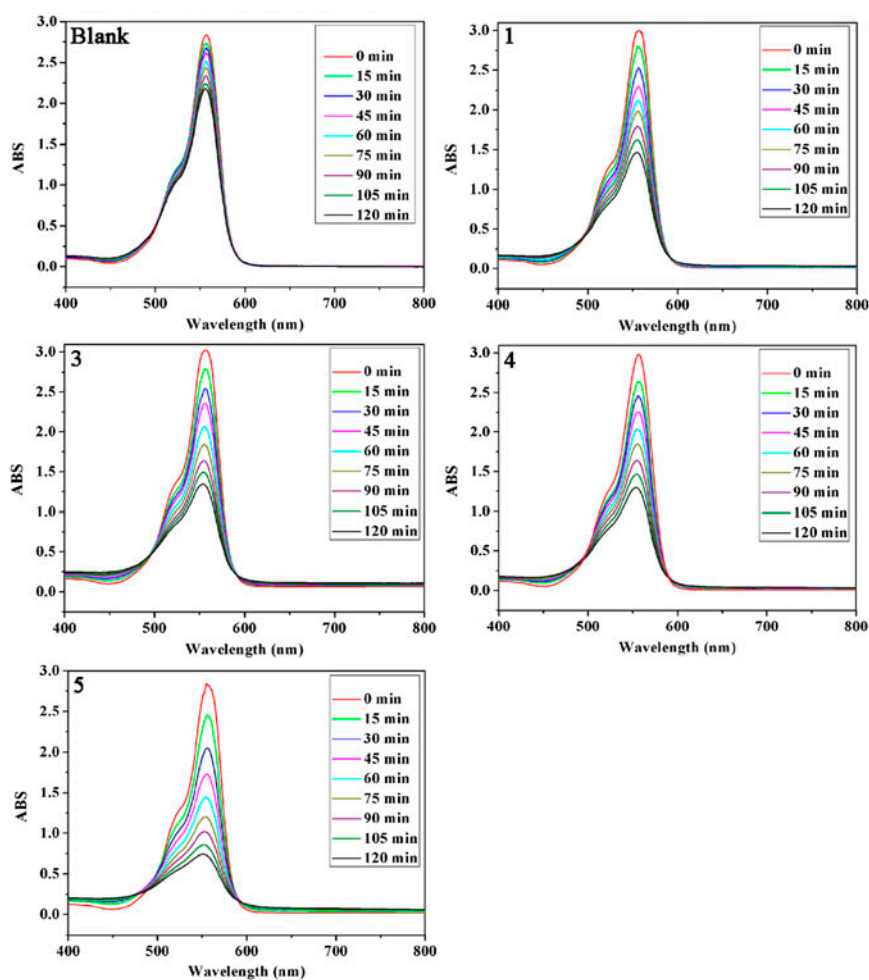 Blank
0 min
15 min
30 min
45 min
60 min
75 min
90 min
105 min
120 min
ABS
3.0
2.5
2.0
1.5
1.0
0.5
0.0
400 500 600 700 800
Wavelength (nm)
1
0 min
15 min
30 min
45 min
60 min
75 min
90 min
105 min
120 min
ABS
3.0
2.5
2.0
1.5
1.0
0.5
0.0
400 500 600 700 800
Wavelength (nm)
3
0 min
15 min
30 min
45 min
60 min
75 min
90 min
105 min
120 min
ABS
3.0
2.5
2.0
1.5
1.0
0.5
0.0
400 500 600 700 800
Wavelength (nm)
4
0 min
15 min
30 min
45 min
60 min
75 min
90 min
105 min
120 min
ABS
3.0
2.5
2.0
1.5
1.0
0.5
0.0
400 500 600 700 800
Wavelength (nm)
5
0 min
15 min
30 min
45 min
60 min
75 min
90 min
105 min
120 min
ABS
3.0
2.5
2.0
1.5
1.0
0.5
0.0
400 500 600 700 800
Wavelength (nm)